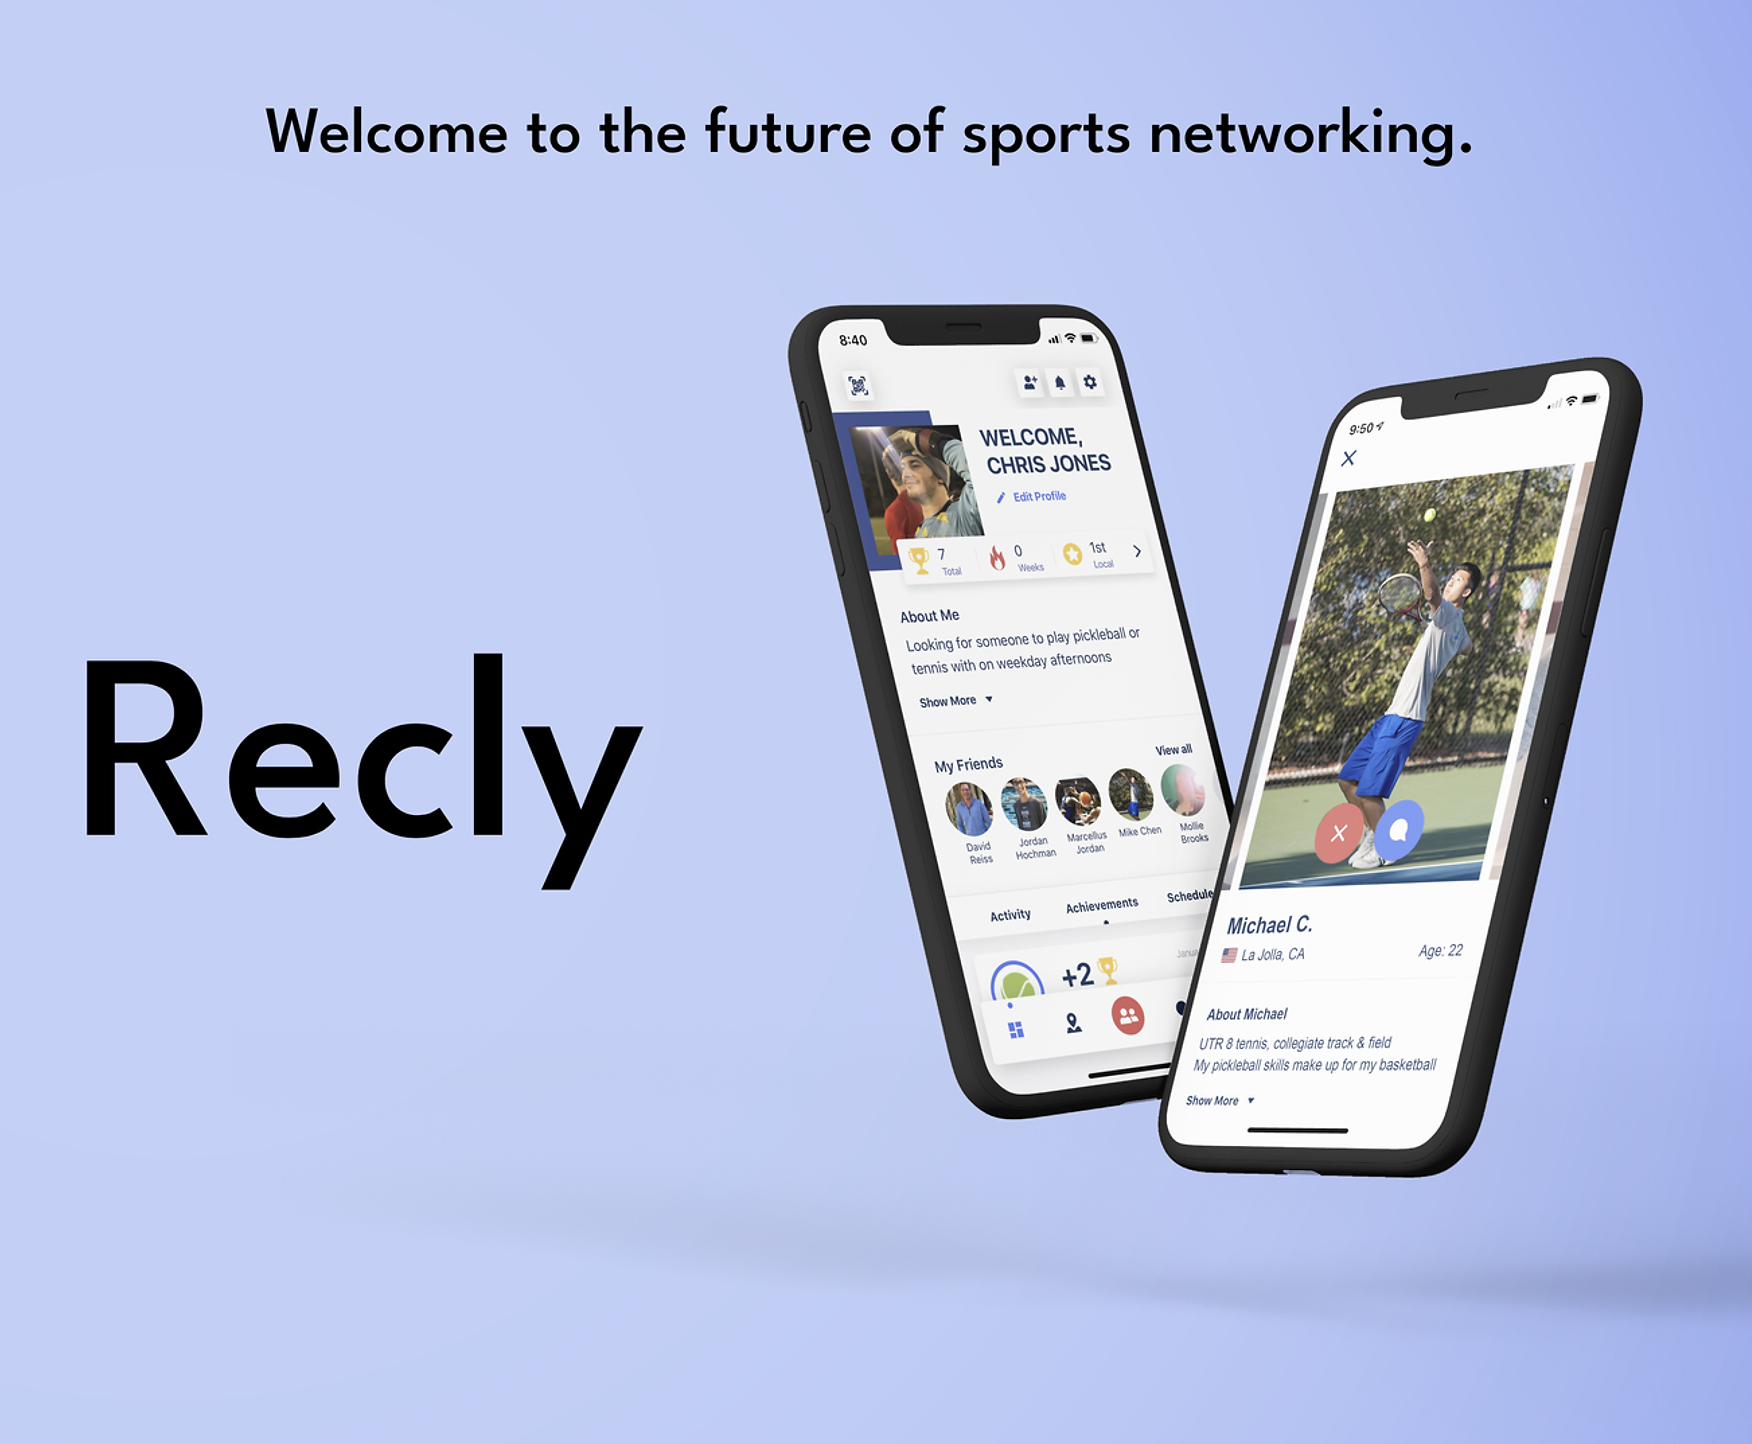 Welcome to the future of sports networking.
Recly
8:40
WELCOME,
CHRIS JONES
Edit Profile
7
Total
0
Weeks
1st
Local
About Me
Looking for someone to play pickleball or
tennis with on weekday afternoons
Show More
My Friends
View all
David
Reiss
Jordan
Hochman
Marcellus
Jordan
Mike Chen
Mollie
Brooks
Activity
Achievements
Schedule
+2
9:50
Michael C.
La Jolla, CA
Age: 22
About Michael
UTR 8 tennis, collegiate track & field
My pickleball skills make up for my basketball
Show More